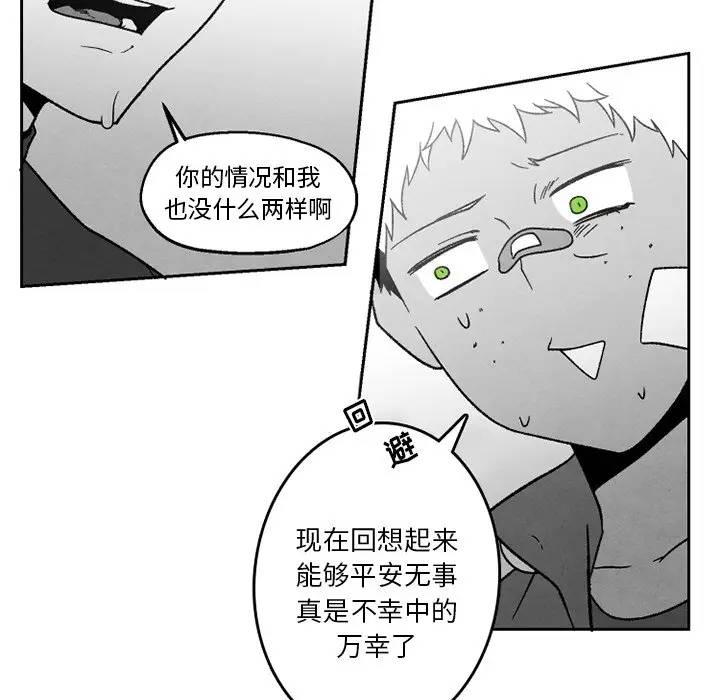 你的情况和我
也没什么两样啊
回避
现在回想起来
能够平安无事
真是不幸中的
万幸了